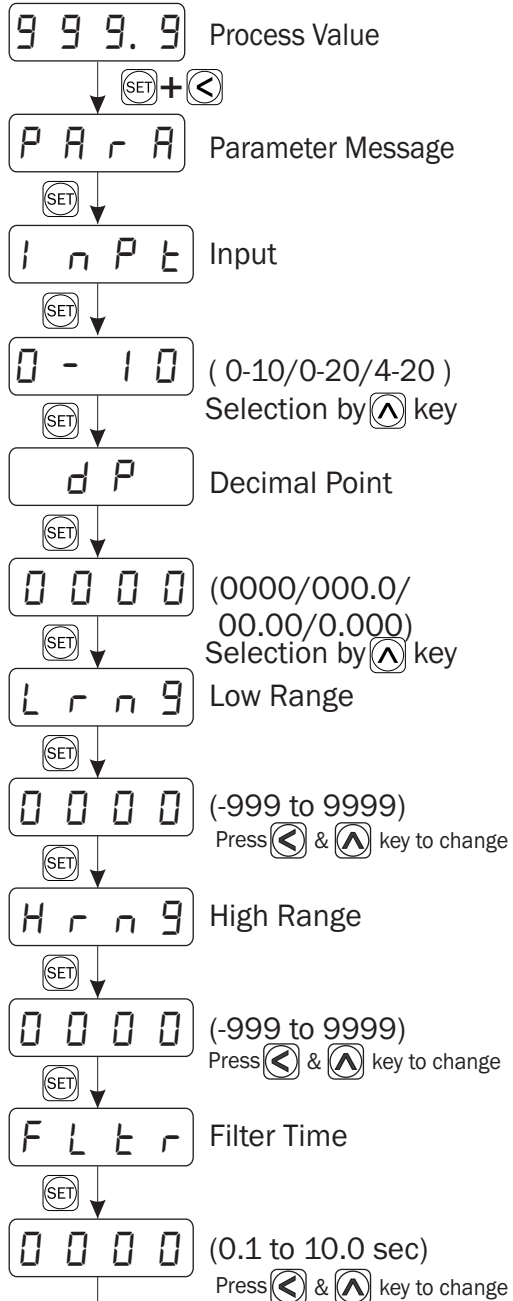 999.9 Process Value
SET + <
PArA Parameter Message
SET
InPt Input
SET
0-10 ( 0-10/0-20/4-20 )
Selection by key
SET
dP Decimal Point
SET
0000 (0000/000.0/
00.00/0.000)
SET
Selection by key
Lrng Low Range
SET
0000 (-999 to 9999)
Press < & key to change
SET
Hrng High Range
SET
0000 (-999 to 9999)
Press < & key to change
SET
FLtr Filter Time
SET
0000 (0.1 to 10.0 sec)
Press < & key to change